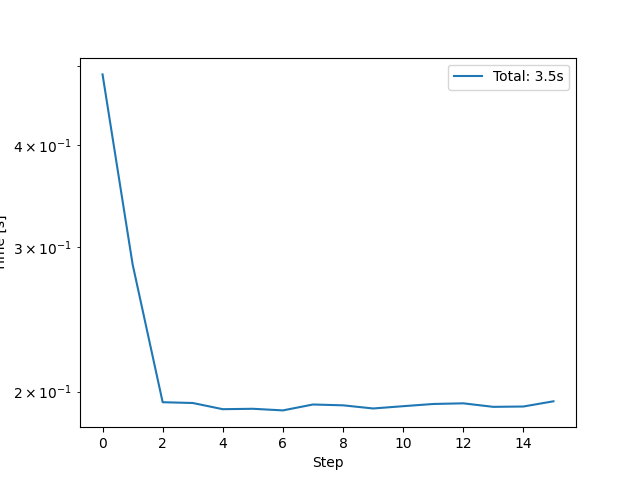 Total: 3.5s
4 × 10⁻¹
3 × 10⁻¹
2 × 10⁻¹
0 2 4 6 8 10 12 14
Step
Time [s]